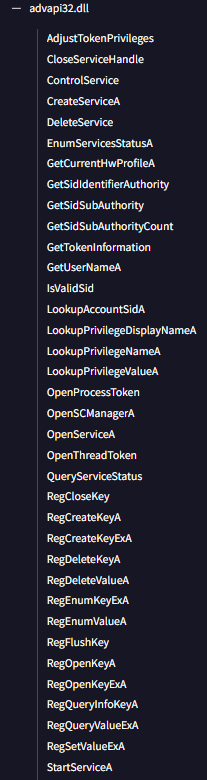 advapi32.dll
AdjustTokenPrivileges
CloseServiceHandle
ControlService
CreateServiceA
DeleteService
EnumServicesStatusA
GetCurrentHwProfileA
GetSidIdentifierAuthority
GetSidSubAuthority
GetSidSubAuthorityCount
GetTokenInformation
GetUserNameA
IsValidSid
LookupAccountSidA
LookupPrivilegeDisplayNameA
LookupPrivilegeNameA
LookupPrivilegeValueA
OpenProcessToken
OpenSCManagerA
OpenServiceA
OpenThreadToken
QueryServiceStatus
RegCloseKey
RegCreateKeyA
RegCreateKeyExA
RegDeleteKeyA
RegDeleteValueA
RegEnumKeyExA
RegEnumValueA
RegFlushKey
RegOpenKeyA
RegOpenKeyExA
RegQueryInfoKeyA
RegQueryValueExA
RegSetValueExA
StartServiceA